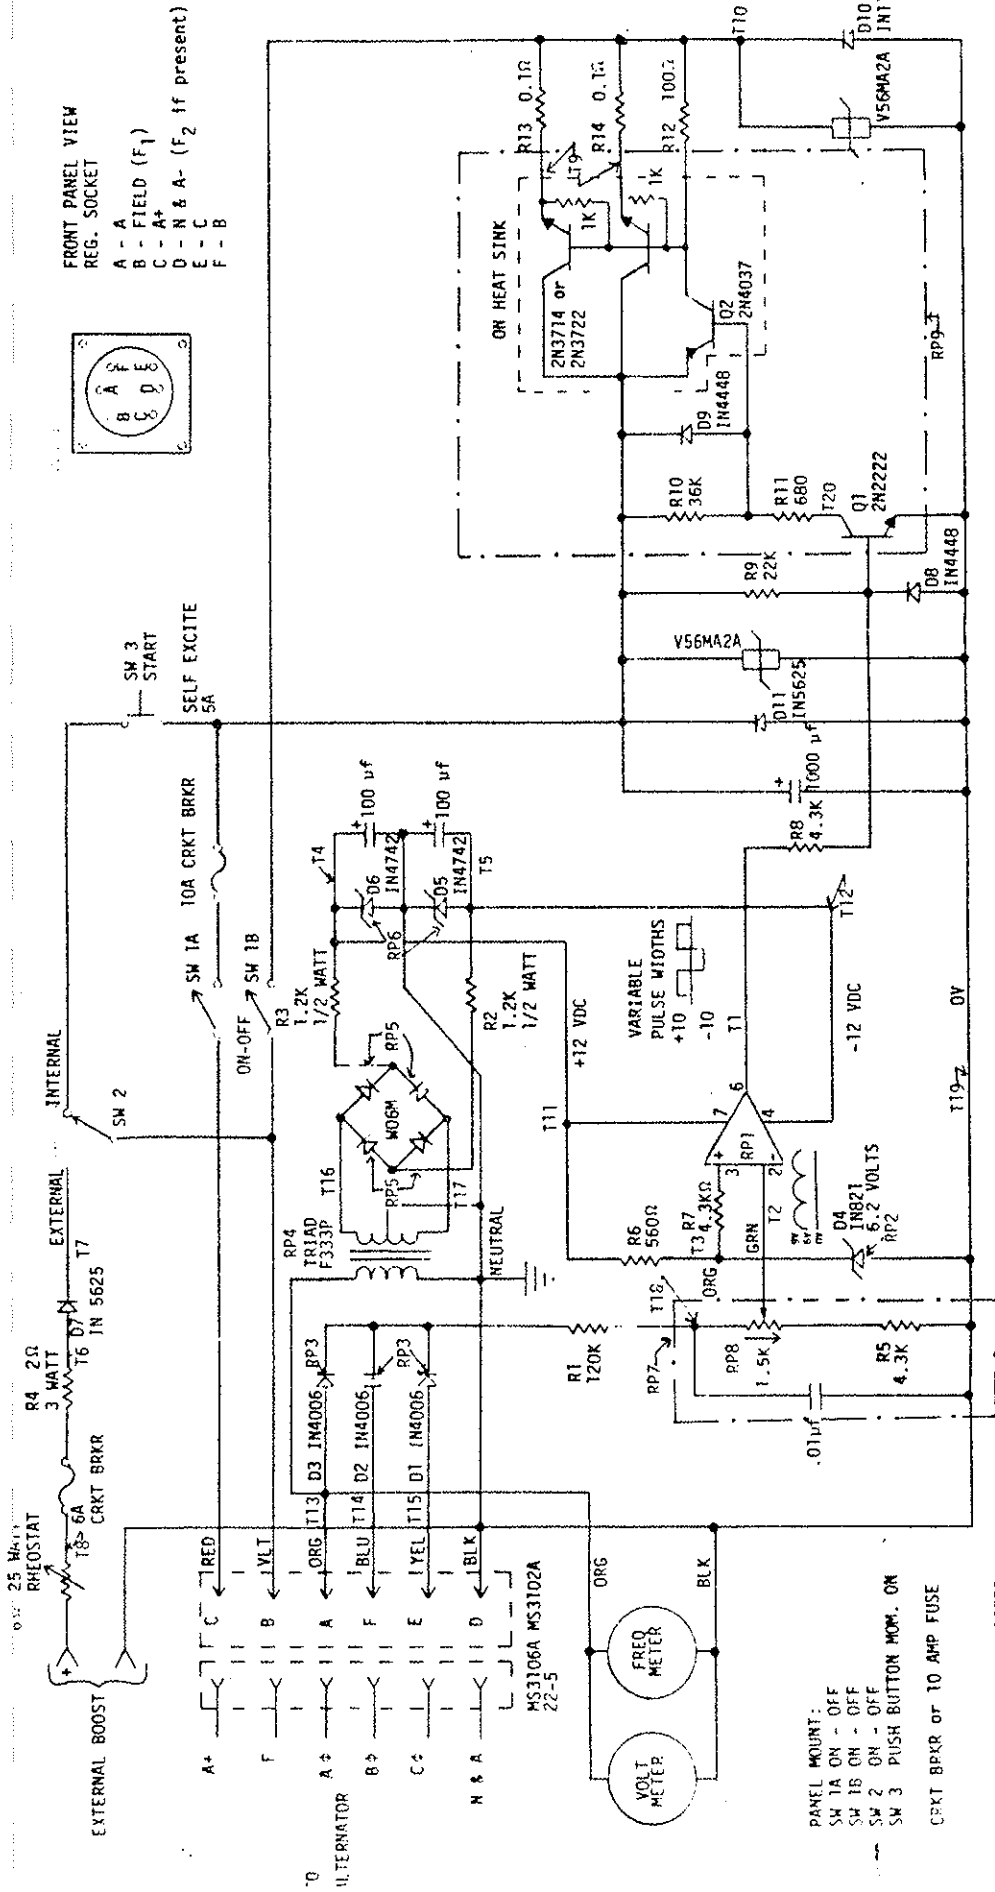 6Ω 25 WATT
RHEOSTAT
T8
6A
CRKT BRKR
R4 2Ω
3 WATT
T6
D7
IN 5625
T7
EXTERNAL
INTERNAL
SW 2
SW 3
START
EXTERNAL BOOST
+
FRONT PANEL VIEW
REG. SOCKET
A - A
B - FIELD (F1)
C - A+
D - N & A- (F2 if present)
E - C
F - B
B A F
C D E
SW 1A
10A CRKT BRKR
SELF EXCITE
5A
ON-OFF
SW 1B
A+
F
A Φ
B Φ
C Φ
N & A
ALTERNATOR
C
B
A
F
E
D
MS3106A MS3102A
22-5
RED
VLT
ORG
BLU
YEL
BLK
T13
T14
T15
D3 IN4006
D2 IN4006
D1 IN4006
RP3
RP3
RP4
TRIAD
F333P
T16
T17
RP5
RP5
W06M
NEUTRAL
R3
1.2K
1/2 WATT
R2
1.2K
1/2 WATT
T4
D6
IN4742
RP6
D5
IN4742
T5
+
100 µf
+
100 µf
T11
+12 VDC
-12 VDC
T12
VARIABLE
PULSE WIDTHS
+10
-10
T1
R1
120K
RP7
T18
ORG
RP8
1.5K
R5
4.3K
.01µf
R6
560Ω
T3
R7
4.3KΩ
GRN
T2
+
-
3
2
7
4
6
RP1
D4
IN821
6.2 VOLTS
RP2
9V
6V
0V
T19
0V
R8
4.3K
+
1000 µf
D11
IN5625
V56MA2A
R9
22K
D8
IN4448
R10
36K
R11
680
T20
Q1
2N2222
D9
IN4448
ON HEAT SINK
2N3714 or
2N3722
1K
1K
Q2
2N4037
T9
R13 0.1Ω
R14 0.1Ω
R12 100Ω
T10
D10
V56MA2A
RP9
ORG
BLK
VOLT
METER
FREQ
METER
PANEL MOUNT:
SW 1A ON - OFF
SW 1B ON - OFF
SW 2 ON - OFF
SW 3 PUSH BUTTON MOM. ON
CRKT BRKR or 10 AMP FUSE